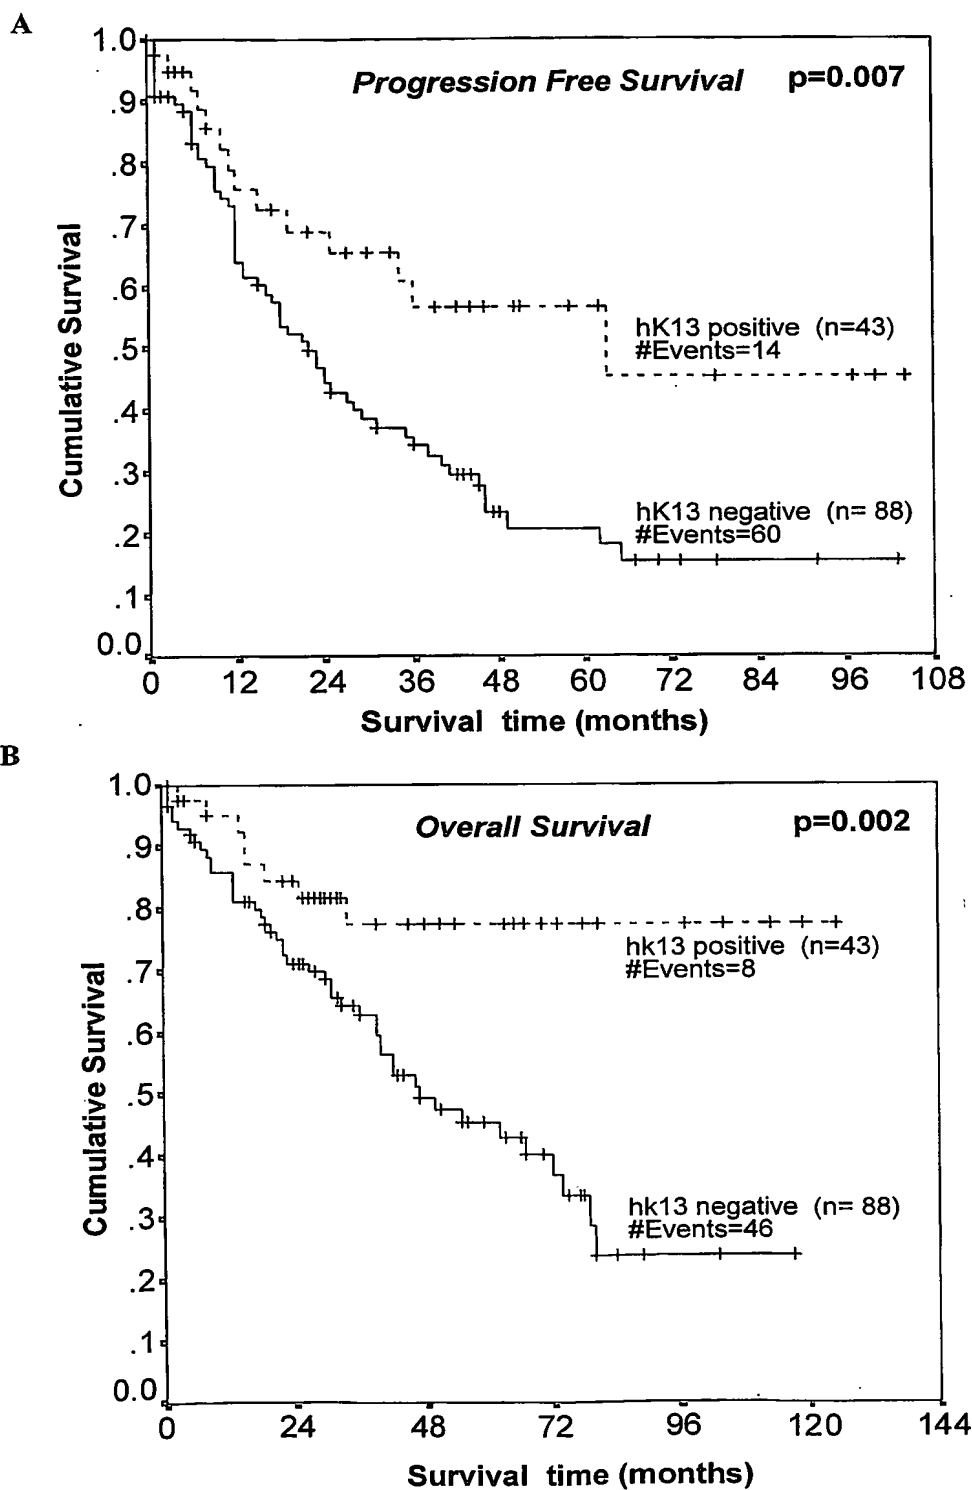 A
1.0
Progression Free Survival p=0.007
.9
.8
.7
.6
hK13 positive (n=43)
#Events=14
.5
.4
.3
hK13 negative (n= 88)
#Events=60
.2
.1
0.0
Cumulative Survival
0 12 24 36 48 60 72 84 96 108
Survival time (months)
B
1.0
Overall Survival p=0.002
.9
.8
hk13 positive (n=43)
#Events=8
.7
.6
.5
.4
.3
hk13 negative (n= 88)
#Events=46
.2
.1
0.0
Cumulative Survival
0 24 48 72 96 120 144
Survival time (months)